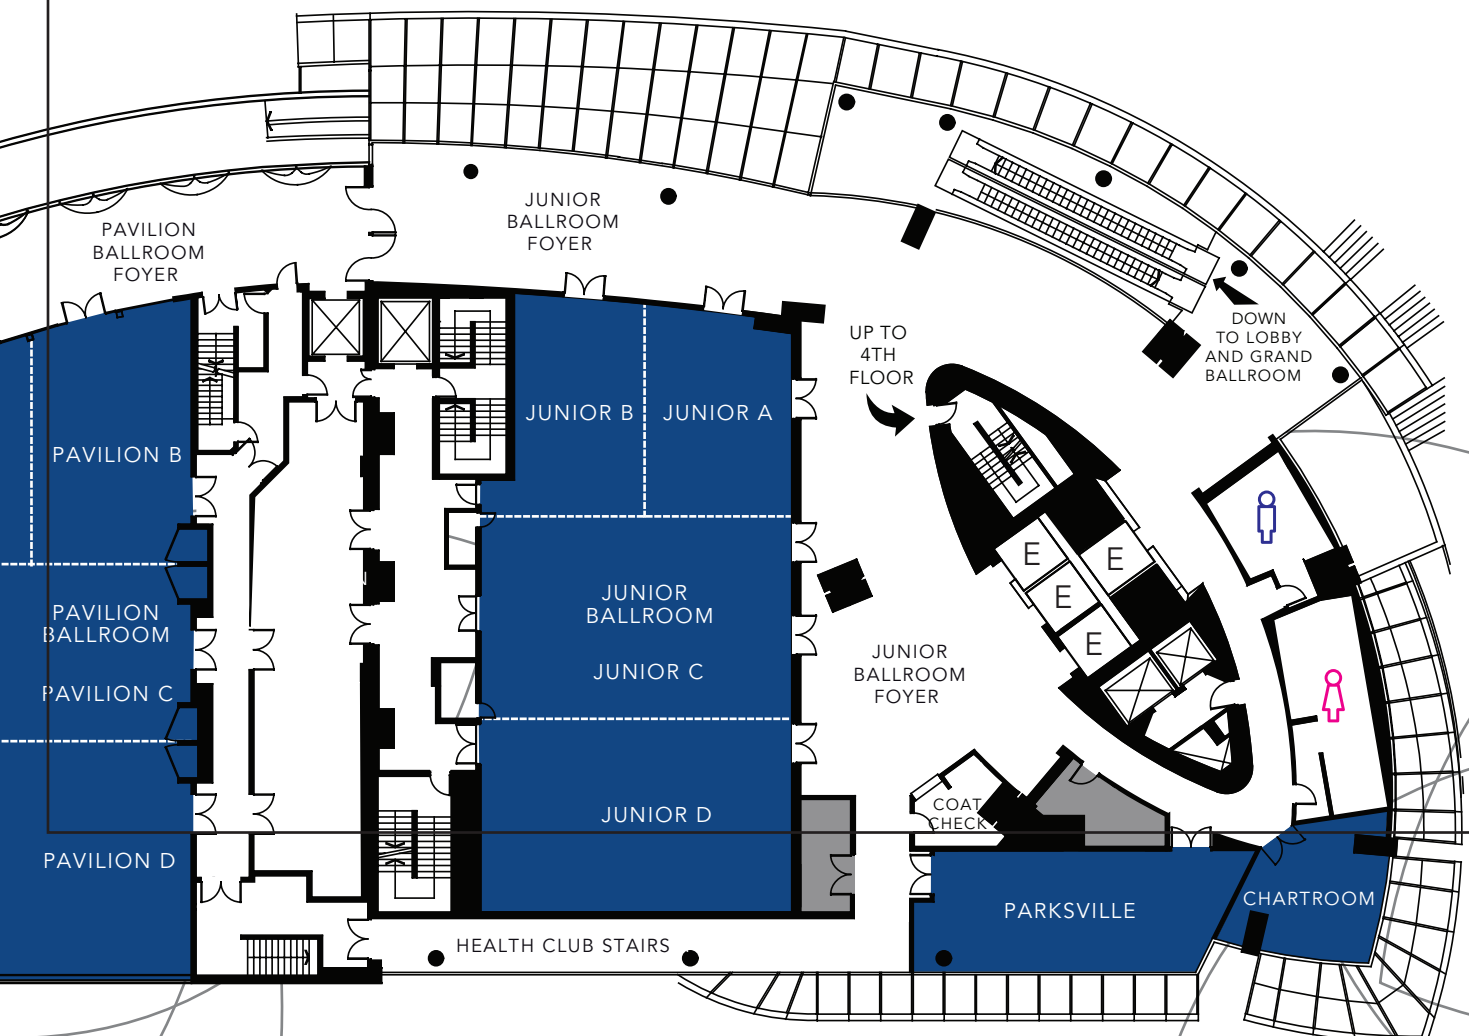 JUNIOR
BALLROOM
FOYER
PAVILION
BALLROOM
FOYER
DOWN
TO LOBBY
AND GRAND
BALLROOM
UP TO
4TH
FLOOR
JUNIOR B
JUNIOR A
PAVILION B
E
E
E
E
JUNIOR
BALLROOM
PAVILION
BALLROOM
JUNIOR C
JUNIOR
BALLROOM
FOYER
PAVILION C
COAT
CHECK
JUNIOR D
PAVILION D
CHARTROOM
PARKSVILLE
HEALTH CLUB STAIRS